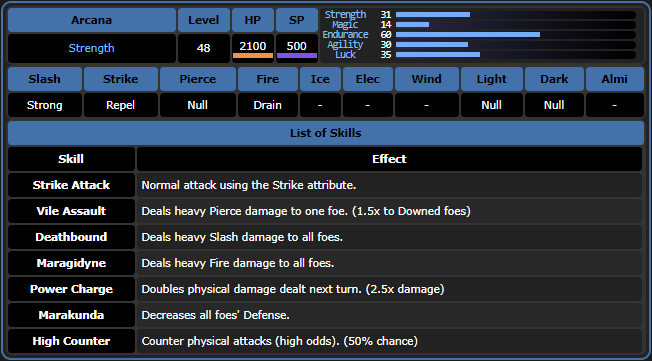 Arcana Level HP SP
Strength 48 2100 500
Strength 31
Magic 14
Endurance 60
Agility 30
Luck 35
Slash Strike Pierce Fire Ice Elec Wind Light Dark Almi
Strong Repel Null Drain - - - Null Null -
List of Skills
Skill Effect
Strike Attack Normal attack using the Strike attribute.
Vile Assault Deals heavy Pierce damage to one foe. (1.5x to Downed foes)
Deathbound Deals heavy Slash damage to all foes.
Maragidyne Deals heavy Fire damage to all foes.
Power Charge Doubles physical damage dealt next turn. (2.5x damage)
Marakunda Decreases all foes' Defense.
High Counter Counter physical attacks (high odds). (50% chance)